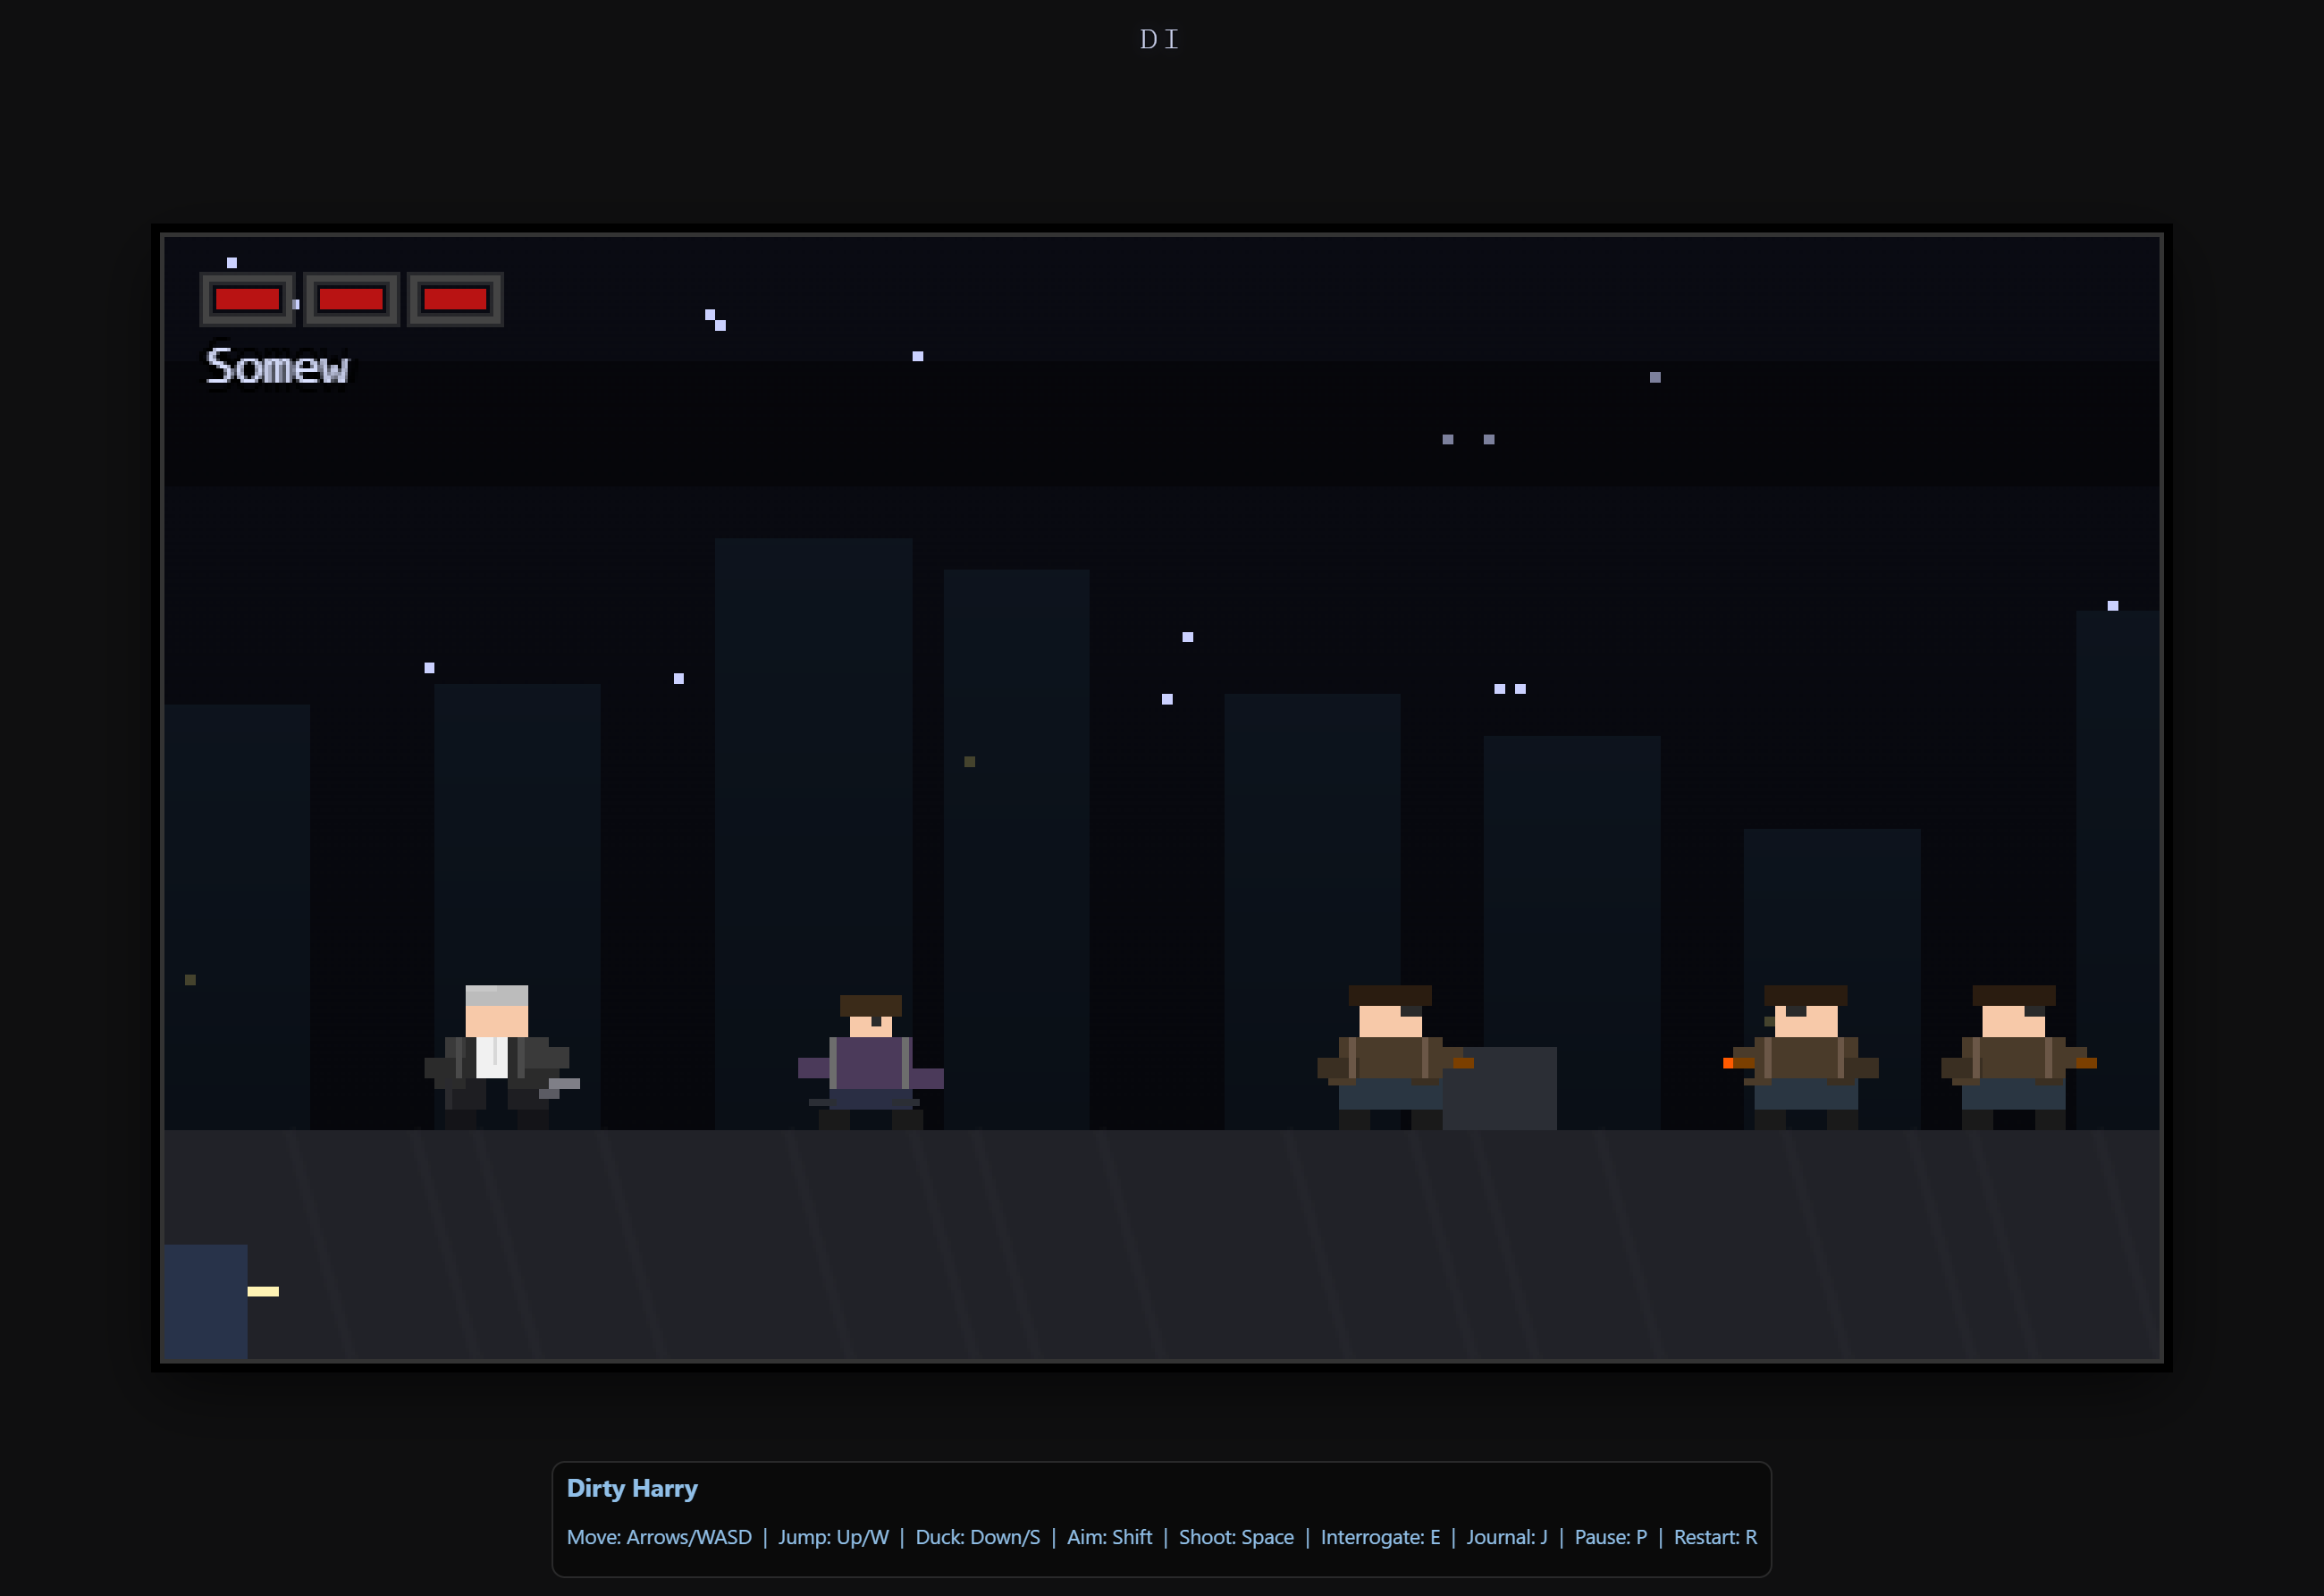 DI
Somew
Dirty Harry
Move: Arrows/WASD | Jump: Up/W | Duck: Down/S | Aim: Shift | Shoot: Space | Interrogate: E | Journal: J | Pause: P | Restart: R